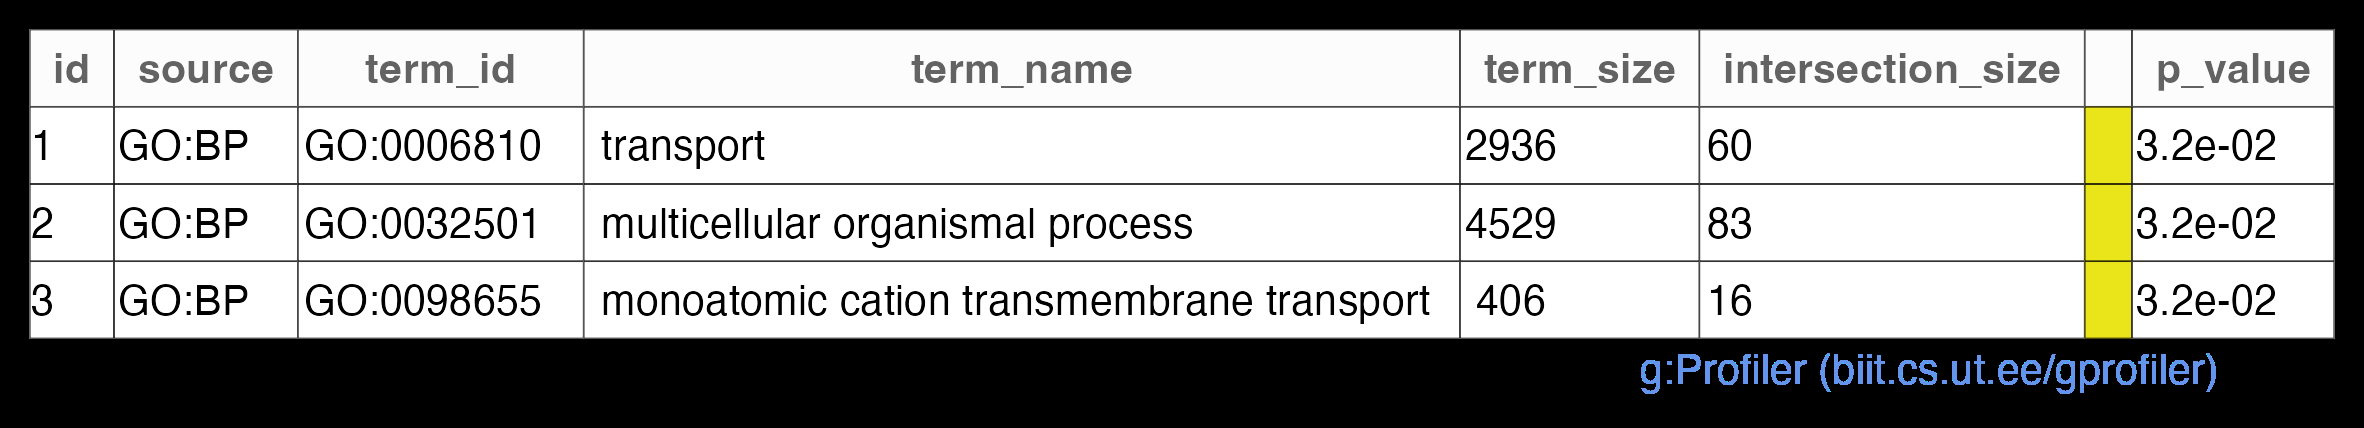 id source term_id term_name term_size intersection_size p_value
1 GO:BP GO:0006810 transport 2936 60 3.2e-02
2 GO:BP GO:0032501 multicellular organismal process 4529 83 3.2e-02
3 GO:BP GO:0098655 monoatomic cation transmembrane transport 406 16 3.2e-02
g:Profiler (biit.cs.ut.ee/gprofiler)